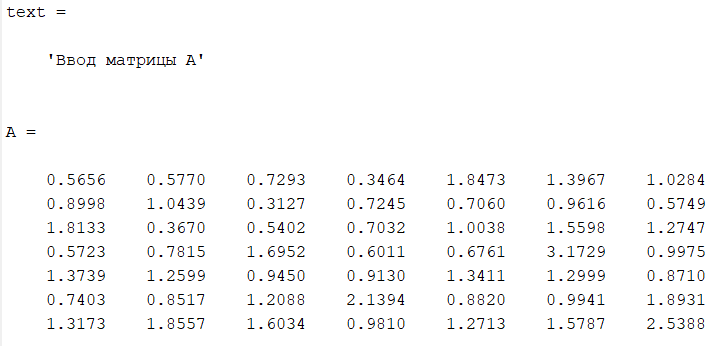 text =
'Ввод матрицы А'
A =
0.5656 0.5770 0.7293 0.3464 1.8473 1.3967 1.0284
0.8998 1.0439 0.3127 0.7245 0.7060 0.9616 0.5749
1.8133 0.3670 0.5402 0.7032 1.0038 1.5598 1.2747
0.5723 0.7815 1.6952 0.6011 0.6761 3.1729 0.9975
1.3739 1.2599 0.9450 0.9130 1.3411 1.2999 0.8710
0.7403 0.8517 1.2088 2.1394 0.8820 0.9941 1.8931
1.3173 1.8557 1.6034 0.9810 1.2713 1.5787 2.5388